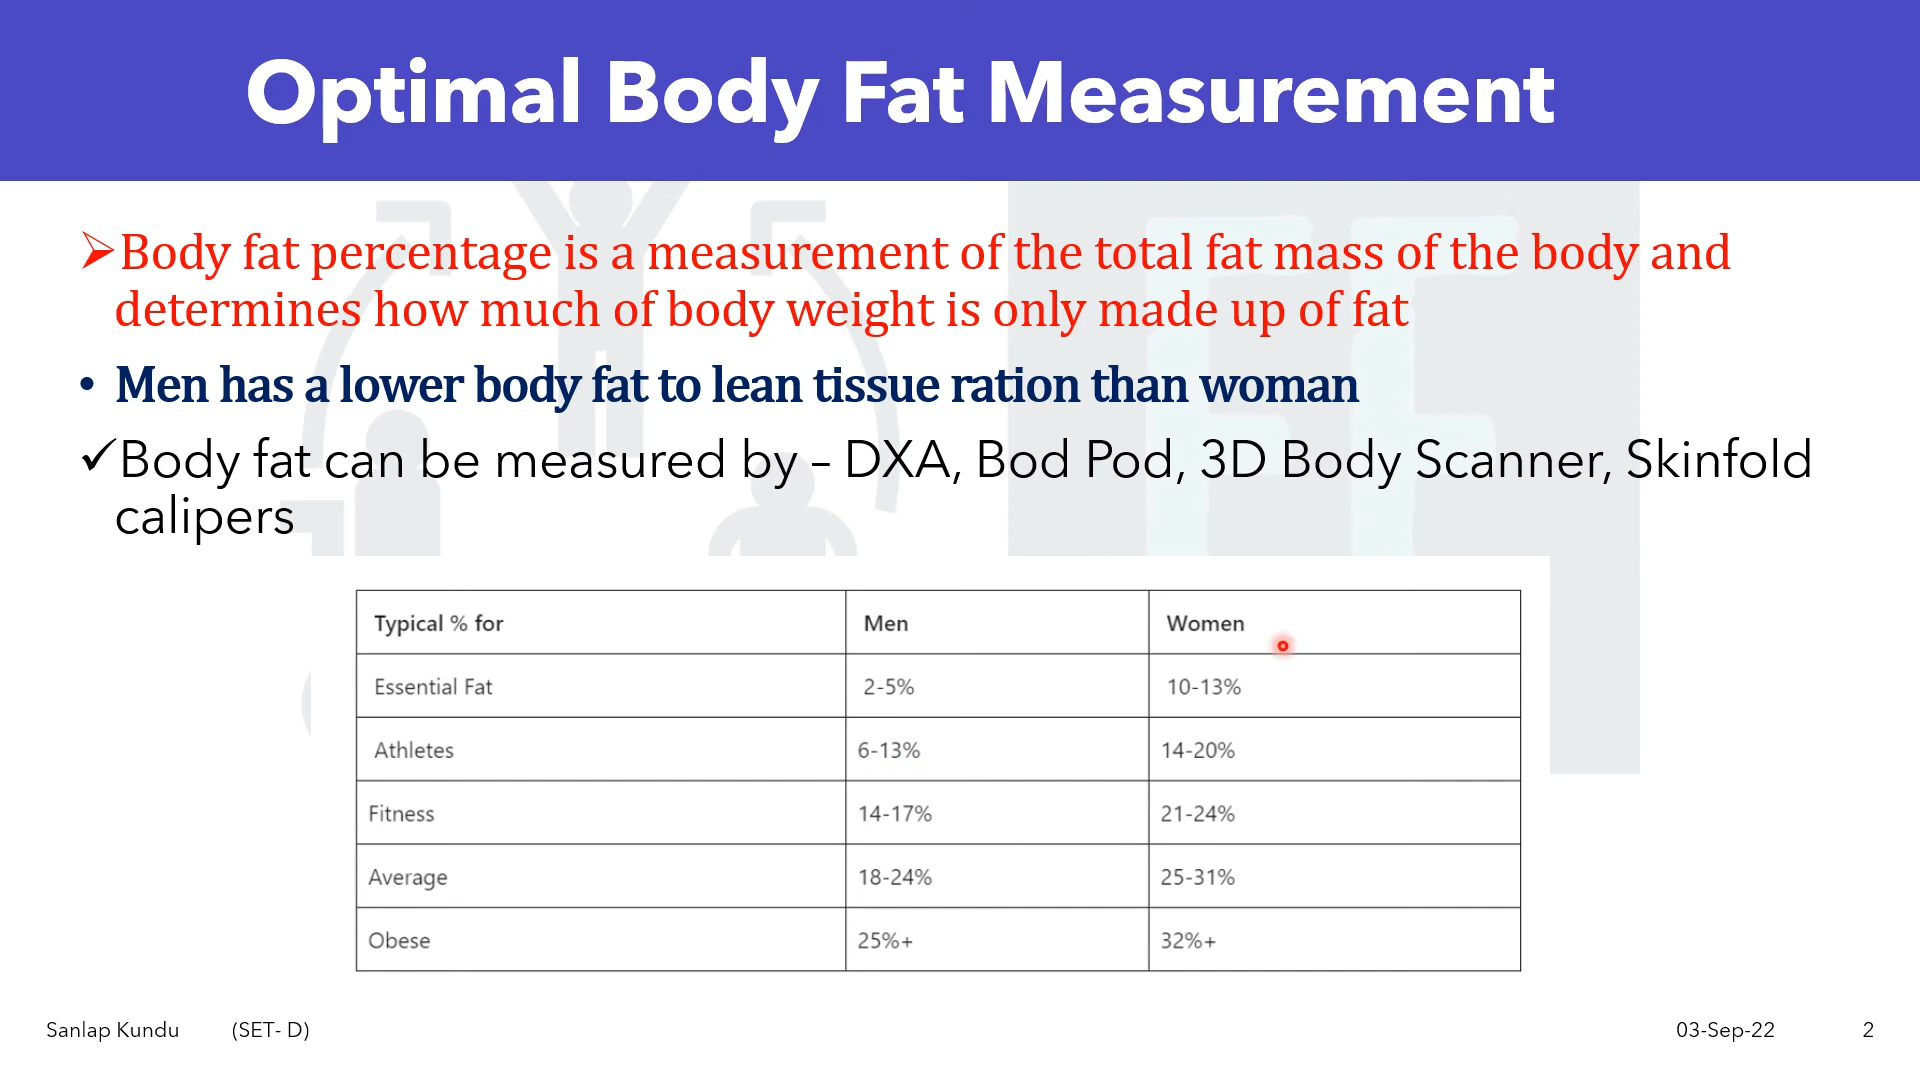 Optimal Body Fat Measurement
➢Body fat percentage is a measurement of the total fat mass of the body and
determines how much of body weight is only made up of fat
• Men has a lower body fat to lean tissue ration than woman
✓Body fat can be measured by – DXA, Bod Pod, 3D Body Scanner, Skinfold
calipers
Typical % for Men Women
Essential Fat 2-5% 10-13%
Athletes 6-13% 14-20%
Fitness 14-17% 21-24%
Average 18-24% 25-31%
Obese 25%+ 32%+
Sanlap Kundu (SET- D) 03-Sep-22 2